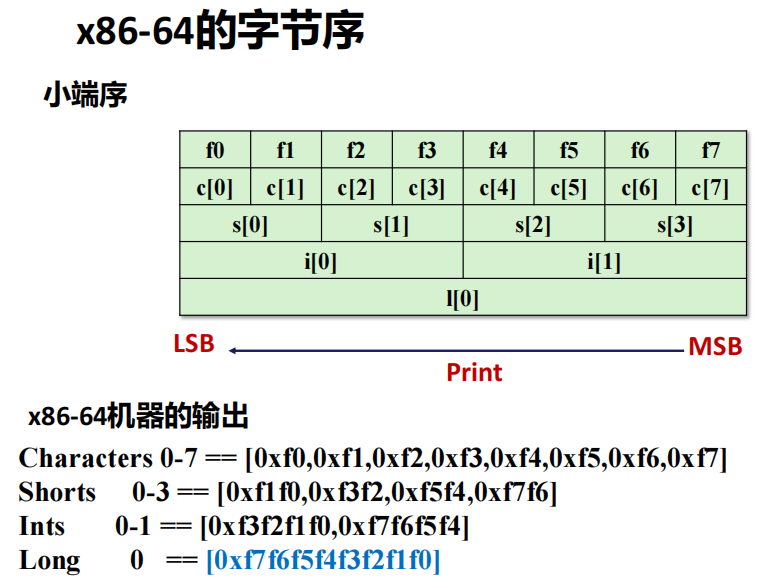 x86-64的字节序
小端序
f0 f1 f2 f3 f4 f5 f6 f7
c[0] c[1] c[2] c[3] c[4] c[5] c[6] c[7]
s[0] s[1] s[2] s[3]
i[0] i[1]
l[0]
LSB MSB
Print
x86-64机器的输出
Characters 0-7 == [0xf0,0xf1,0xf2,0xf3,0xf4,0xf5,0xf6,0xf7]
Shorts 0-3 == [0xf1f0,0xf3f2,0xf5f4,0xf7f6]
Ints 0-1 == [0xf3f2f1f0,0xf7f6f5f4]
Long 0 == [0xf7f6f5f4f3f2f1f0]